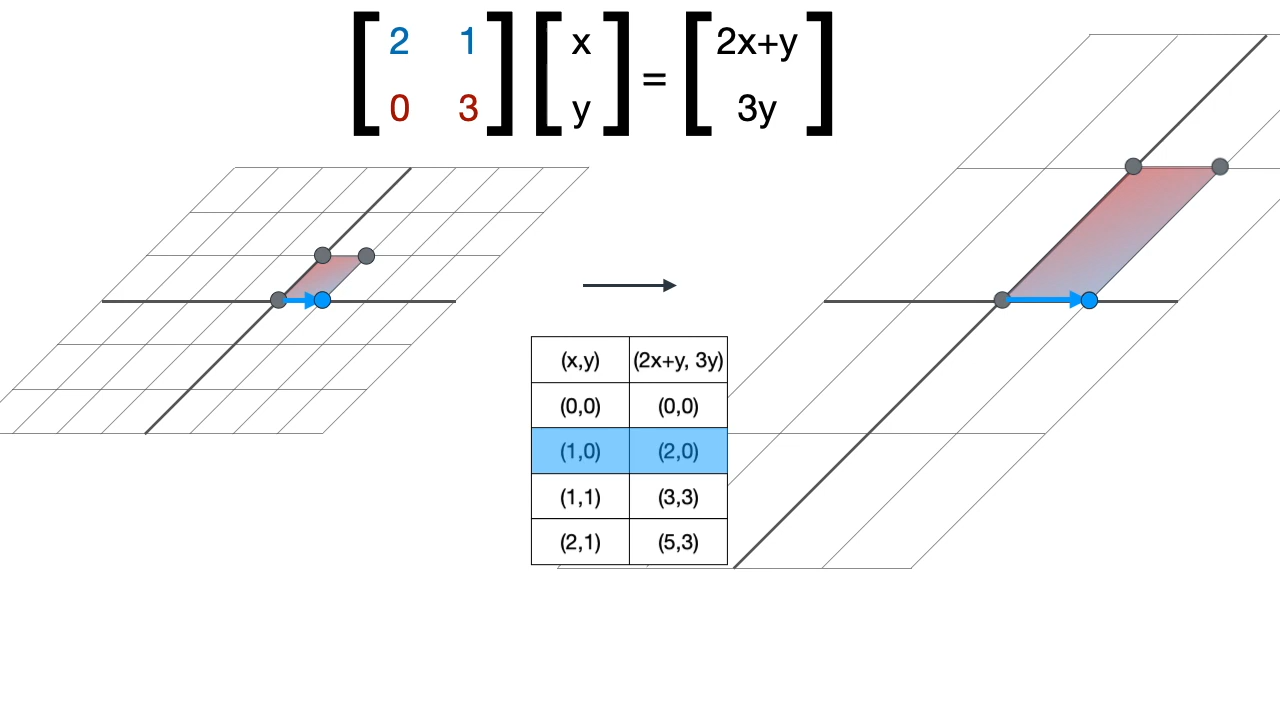 2 1 x 2x+y
=
0 3 y 3y
(x,y) (2x+y, 3y)
(0,0) (0,0)
(1,0) (2,0)
(1,1) (3,3)
(2,1) (5,3)